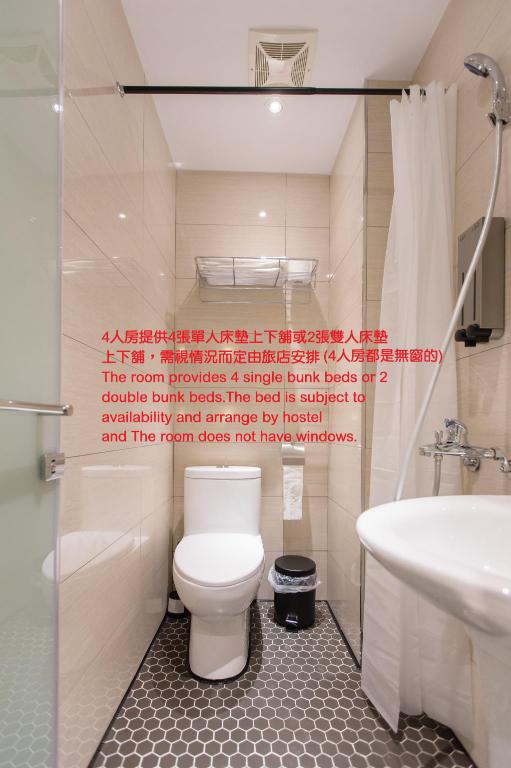 4人房提供4張單人床墊上下舖或2張雙人床墊
上下舖，需視情況而定由旅店安排 (4人房都是無窗的)
The room provides 4 single bunk beds or 2
double bunk beds.The bed is subject to
availability and arrange by hostel
and The room does not have windows.